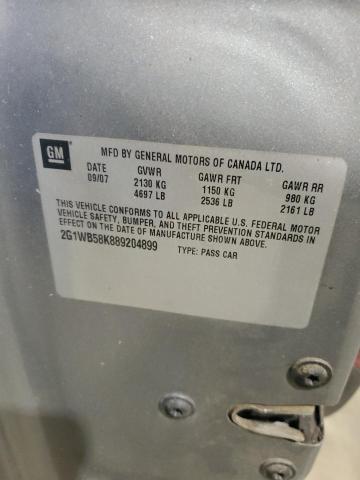 GM
MFD BY GENERAL MOTORS OF CANADA LTD.
DATE GVWR GAWR FRT GAWR RR
09/07 2130 KG 1150 KG 980 KG
4697 LB 2536 LB 2161 LB
THIS VEHICLE CONFORMS TO ALL APPLICABLE U.S. FEDERAL MOTOR
VEHICLE SAFETY, BUMPER, AND THEFT PREVENTION STANDARDS IN
EFFECT ON THE DATE OF MANUFACTURE SHOWN ABOVE.
2G1WB58K889204899 TYPE: PASS CAR